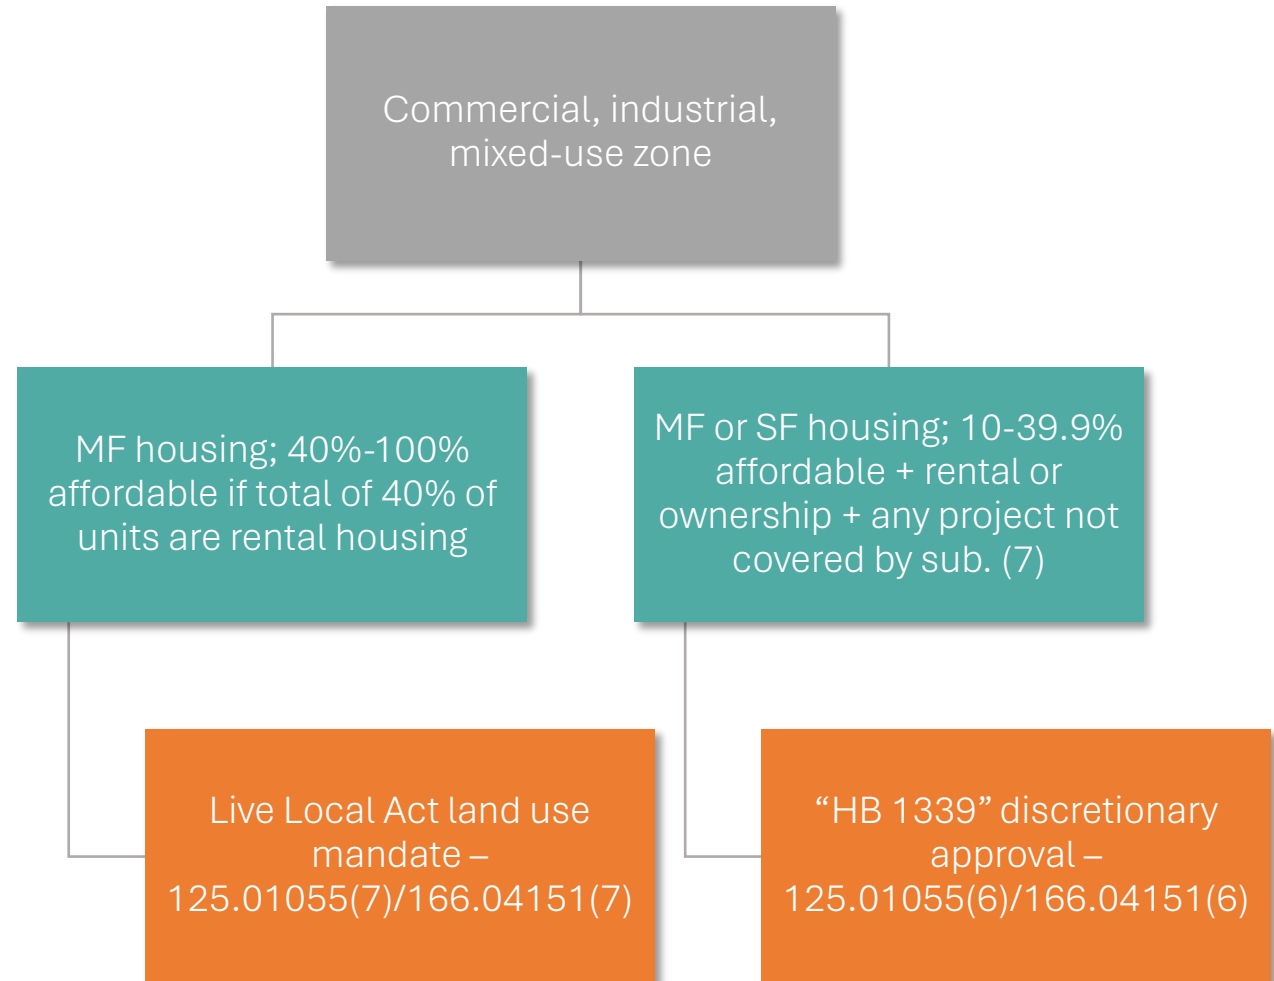 Commercial, industrial,
mixed-use zone
MF housing; 40%-100%
affordable if total of 40% of
units are rental housing
MF or SF housing; 10-39.9%
affordable + rental or
ownership + any project not
covered by sub. (7)
Live Local Act land use
mandate –
125.01055(7)/166.04151(7)
“HB 1339” discretionary
approval –
125.01055(6)/166.04151(6)